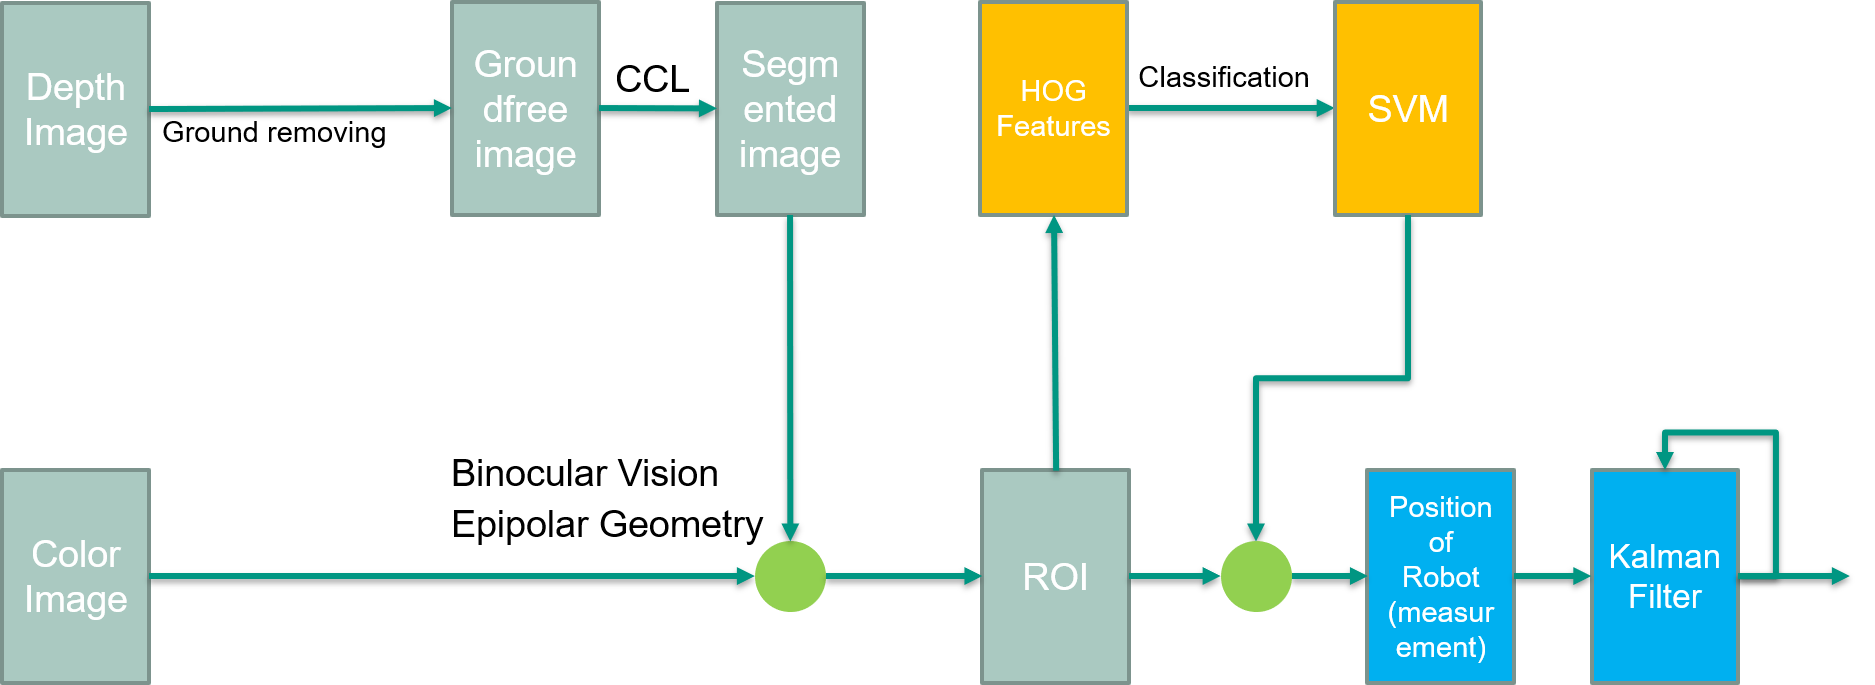 Depth
Image
Ground removing
Groun
dfree
image
CCL
Segm
ented
image
HOG
Features
Classification
SVM
Color
Image
Binocular Vision
Epipolar Geometry
ROI
Position
of
Robot
(measur
ement)
Kalman
Filter